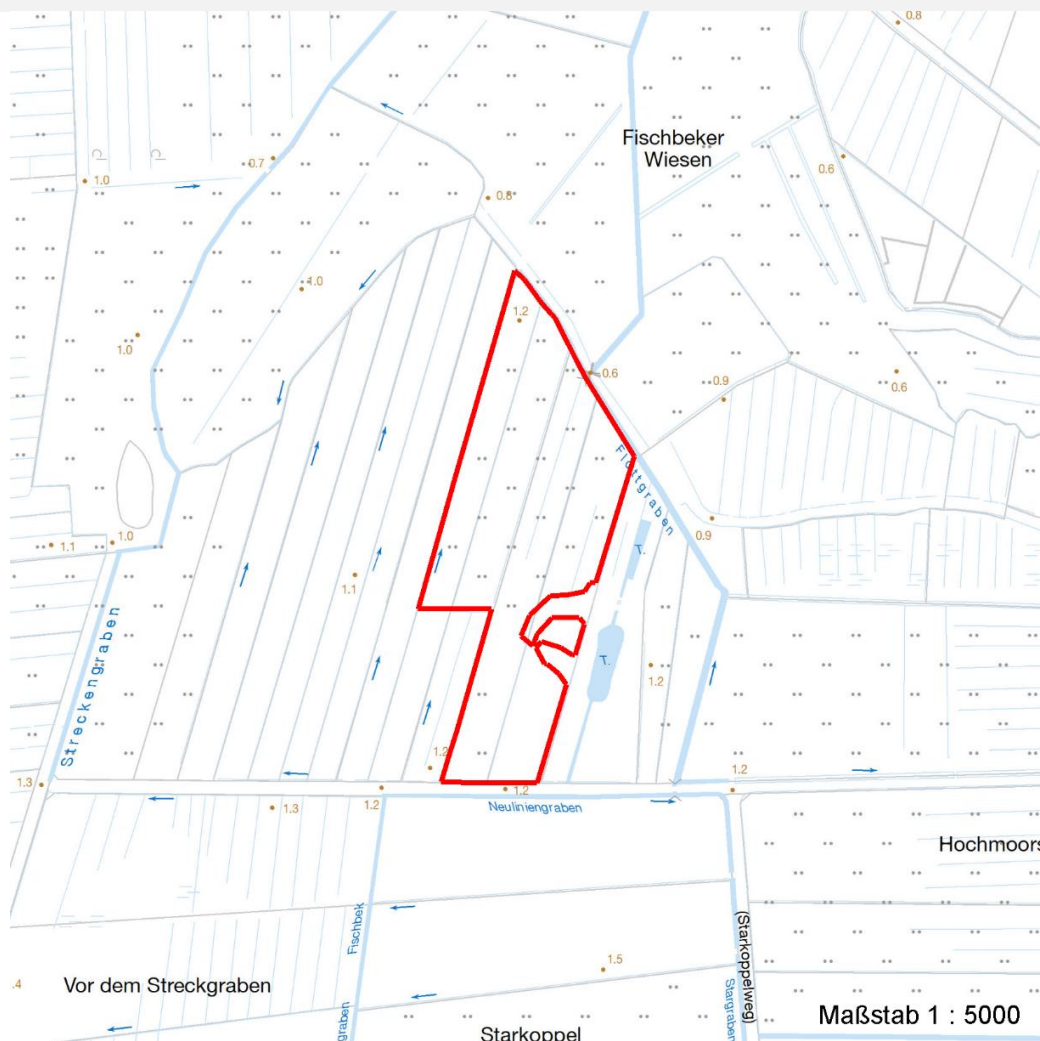 0.8
Fischbeker
Wiesen
0.7
0.6
1.0
0.8
1.0
1.2
1.0
0.6
0.9
0.6
Flottgraben
1.1
1.0
0.9
T.
1.1
Streckengraben
T.
1.2
1.2
1.3
1.2
1.2
1.2
1.3
Neuliniengraben
Hochmoors
Fischbek
(Starkoppelweg)
1.5
.4
Vor dem Streckgraben
Stargraben
graben
Maßstab 1 : 5000
Starkoppel